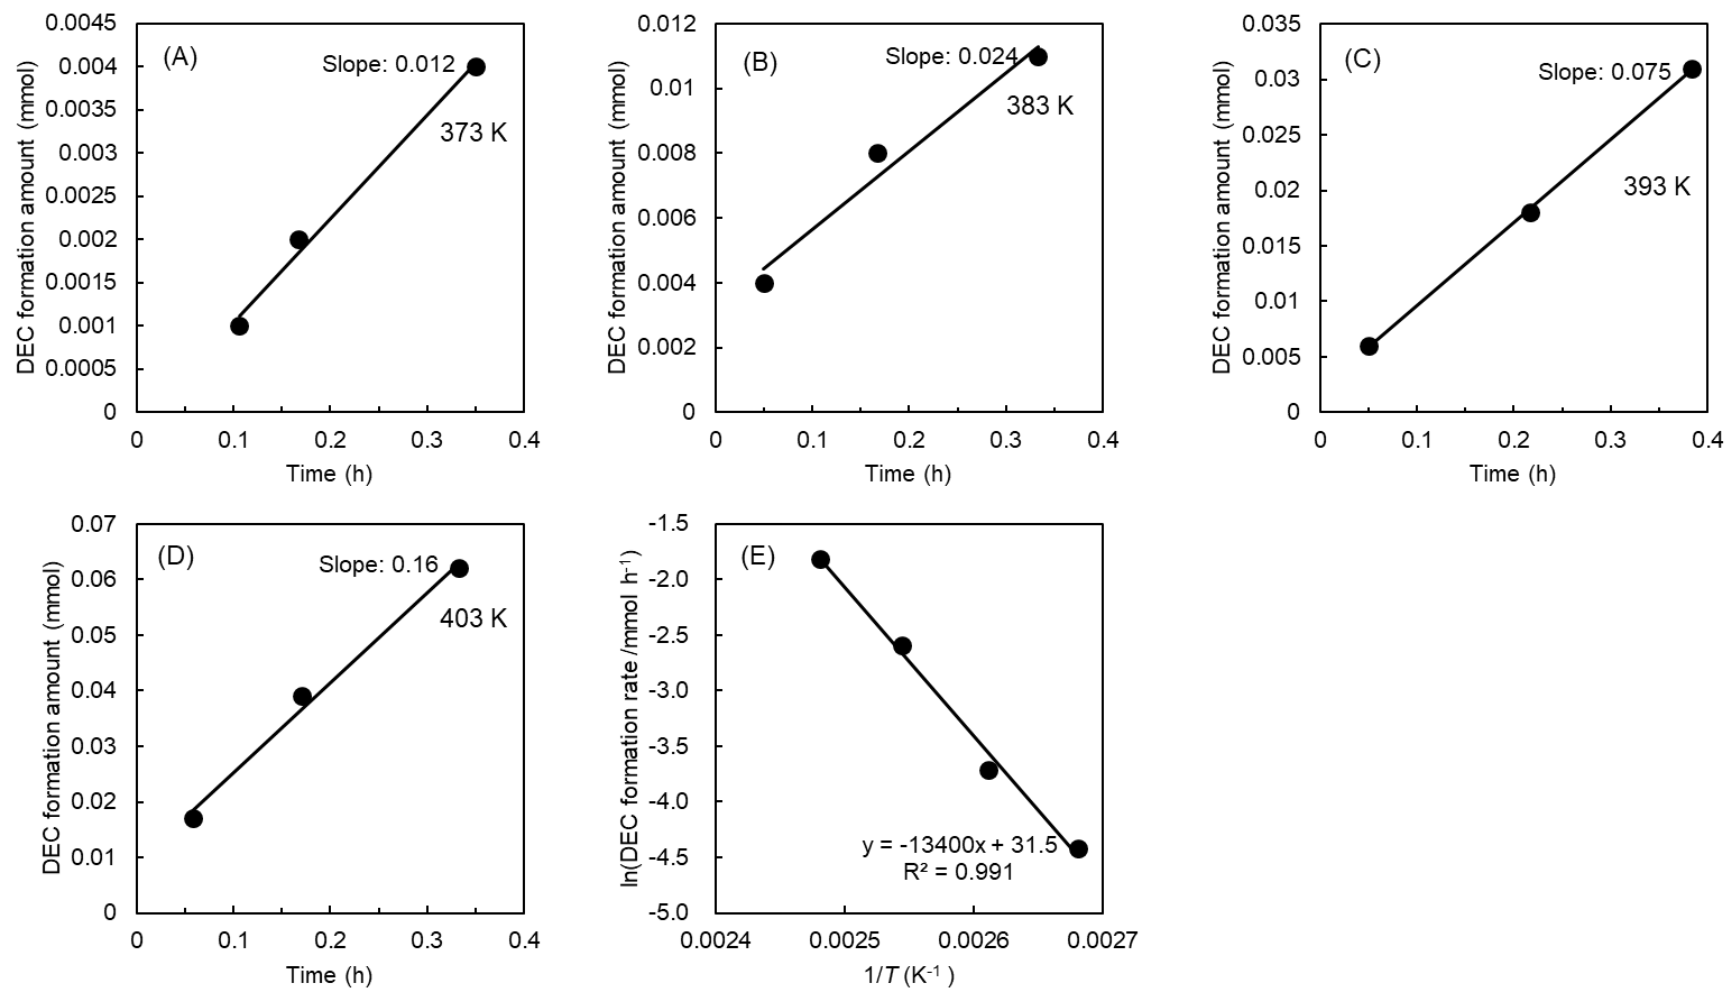 (A)
Slope: 0.012
373 K
DEC formation amount (mmol)
0.0045
0.004
0.0035
0.003
0.0025
0.002
0.0015
0.001
0.0005
0
0 0.1 0.2 0.3 0.4
Time (h)
(B)
Slope: 0.024
383 K
DEC formation amount (mmol)
0.012
0.01
0.008
0.006
0.004
0.002
0
0 0.1 0.2 0.3 0.4
Time (h)
(C)
Slope: 0.075
393 K
DEC formation amount (mmol)
0.035
0.03
0.025
0.02
0.015
0.01
0.005
0
0 0.1 0.2 0.3 0.4
Time (h)
(D)
Slope: 0.16
403 K
DEC formation amount (mmol)
0.07
0.06
0.05
0.04
0.03
0.02
0.01
0
0 0.1 0.2 0.3 0.4
Time (h)
(E)
ln(DEC formation rate /mmol h⁻¹)
-1.5
-2.0
-2.5
-3.0
-3.5
-4.0
-4.5
-5.0
y = -13400x + 31.5
R² = 0.991
0.0024 0.0025 0.0026 0.0027
1/T (K⁻¹ )